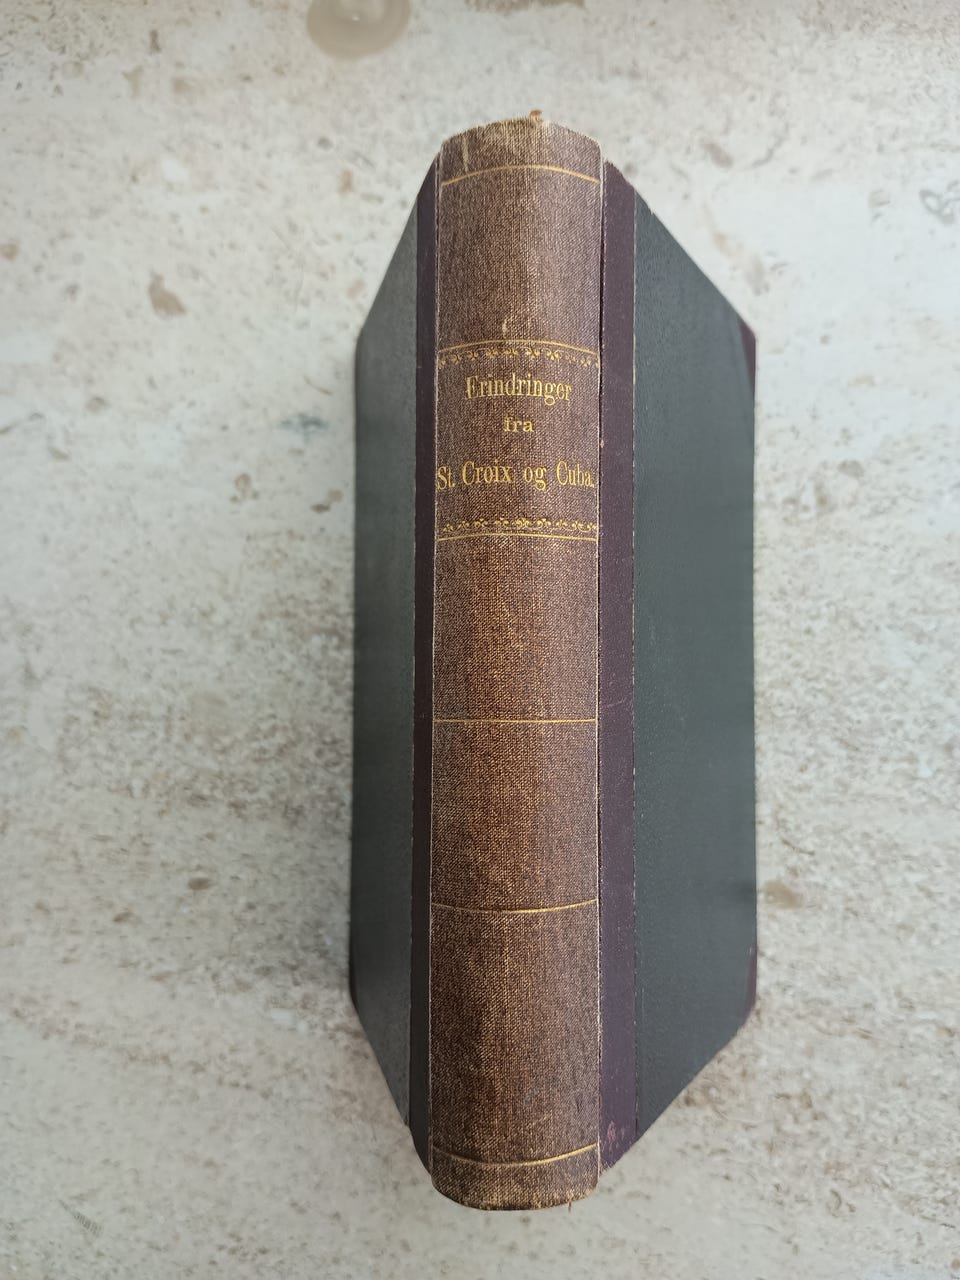 Erindringer
fra
St. Croix og Cuba.